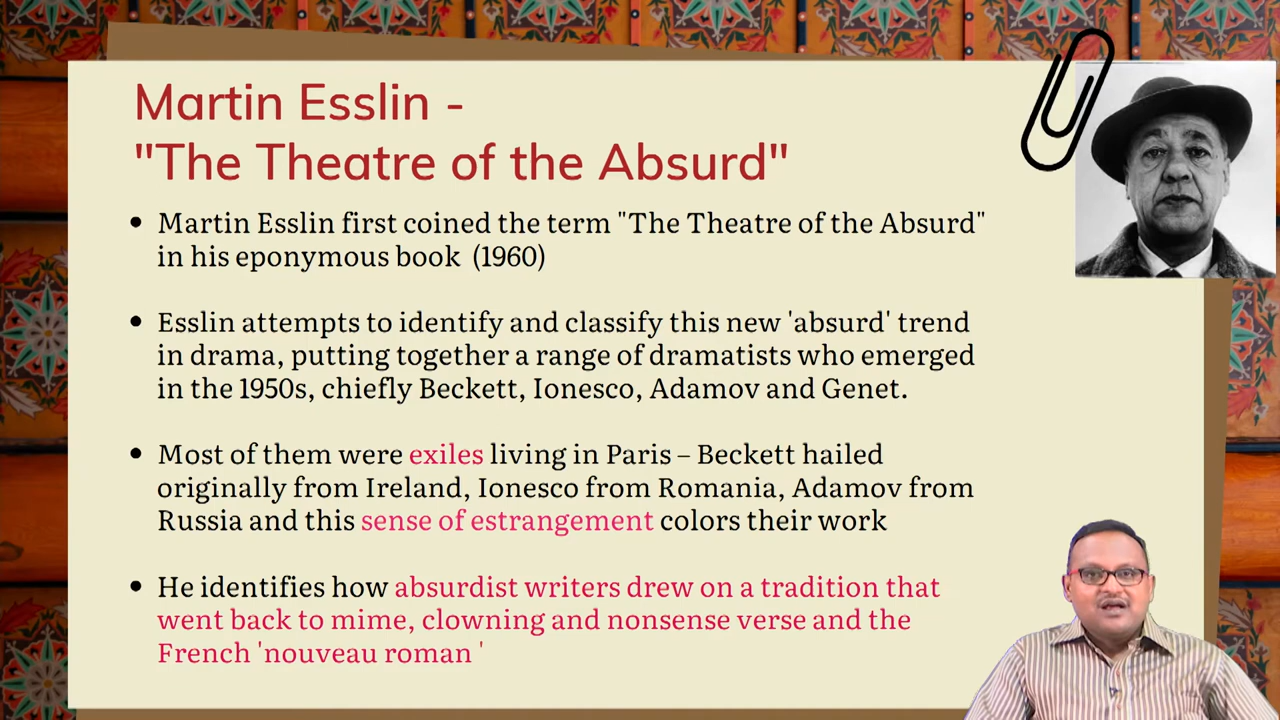 Martin Esslin -
"The Theatre of the Absurd"
• Martin Esslin first coined the term "The Theatre of the Absurd"
in his eponymous book (1960)
• Esslin attempts to identify and classify this new 'absurd' trend
in drama, putting together a range of dramatists who emerged
in the 1950s, chiefly Beckett, Ionesco, Adamov and Genet.
• Most of them were exiles living in Paris – Beckett hailed
originally from Ireland, Ionesco from Romania, Adamov from
Russia and this sense of estrangement colors their work
• He identifies how absurdist writers drew on a tradition that
went back to mime, clowning and nonsense verse and the
French 'nouveau roman '